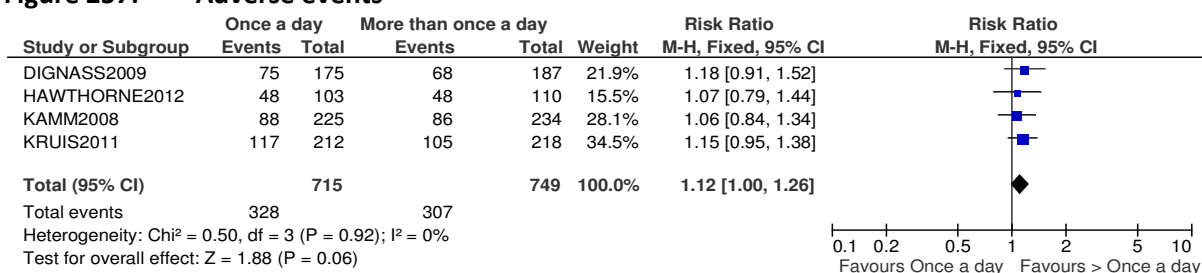 Figure 257: Adverse events
Once a day More than once a day Risk Ratio Risk Ratio
Study or Subgroup Events Total Events Total Weight M-H, Fixed, 95% CI M-H, Fixed, 95% CI
DIGNASS2009 75 175 68 187 21.9% 1.18 [0.91, 1.52]
HAWTHORNE2012 48 103 48 110 15.5% 1.07 [0.79, 1.44]
KAMM2008 88 225 86 234 28.1% 1.06 [0.84, 1.34]
KRUIS2011 117 212 105 218 34.5% 1.15 [0.95, 1.38]
Total (95% CI) 715 749 100.0% 1.12 [1.00, 1.26]
Total events 328 307
Heterogeneity: Chi² = 0.50, df = 3 (P = 0.92); I² = 0%
Test for overall effect: Z = 1.88 (P = 0.06)
0.1 0.2 0.5 1 2 5 10
Favours Once a day Favours > Once a day